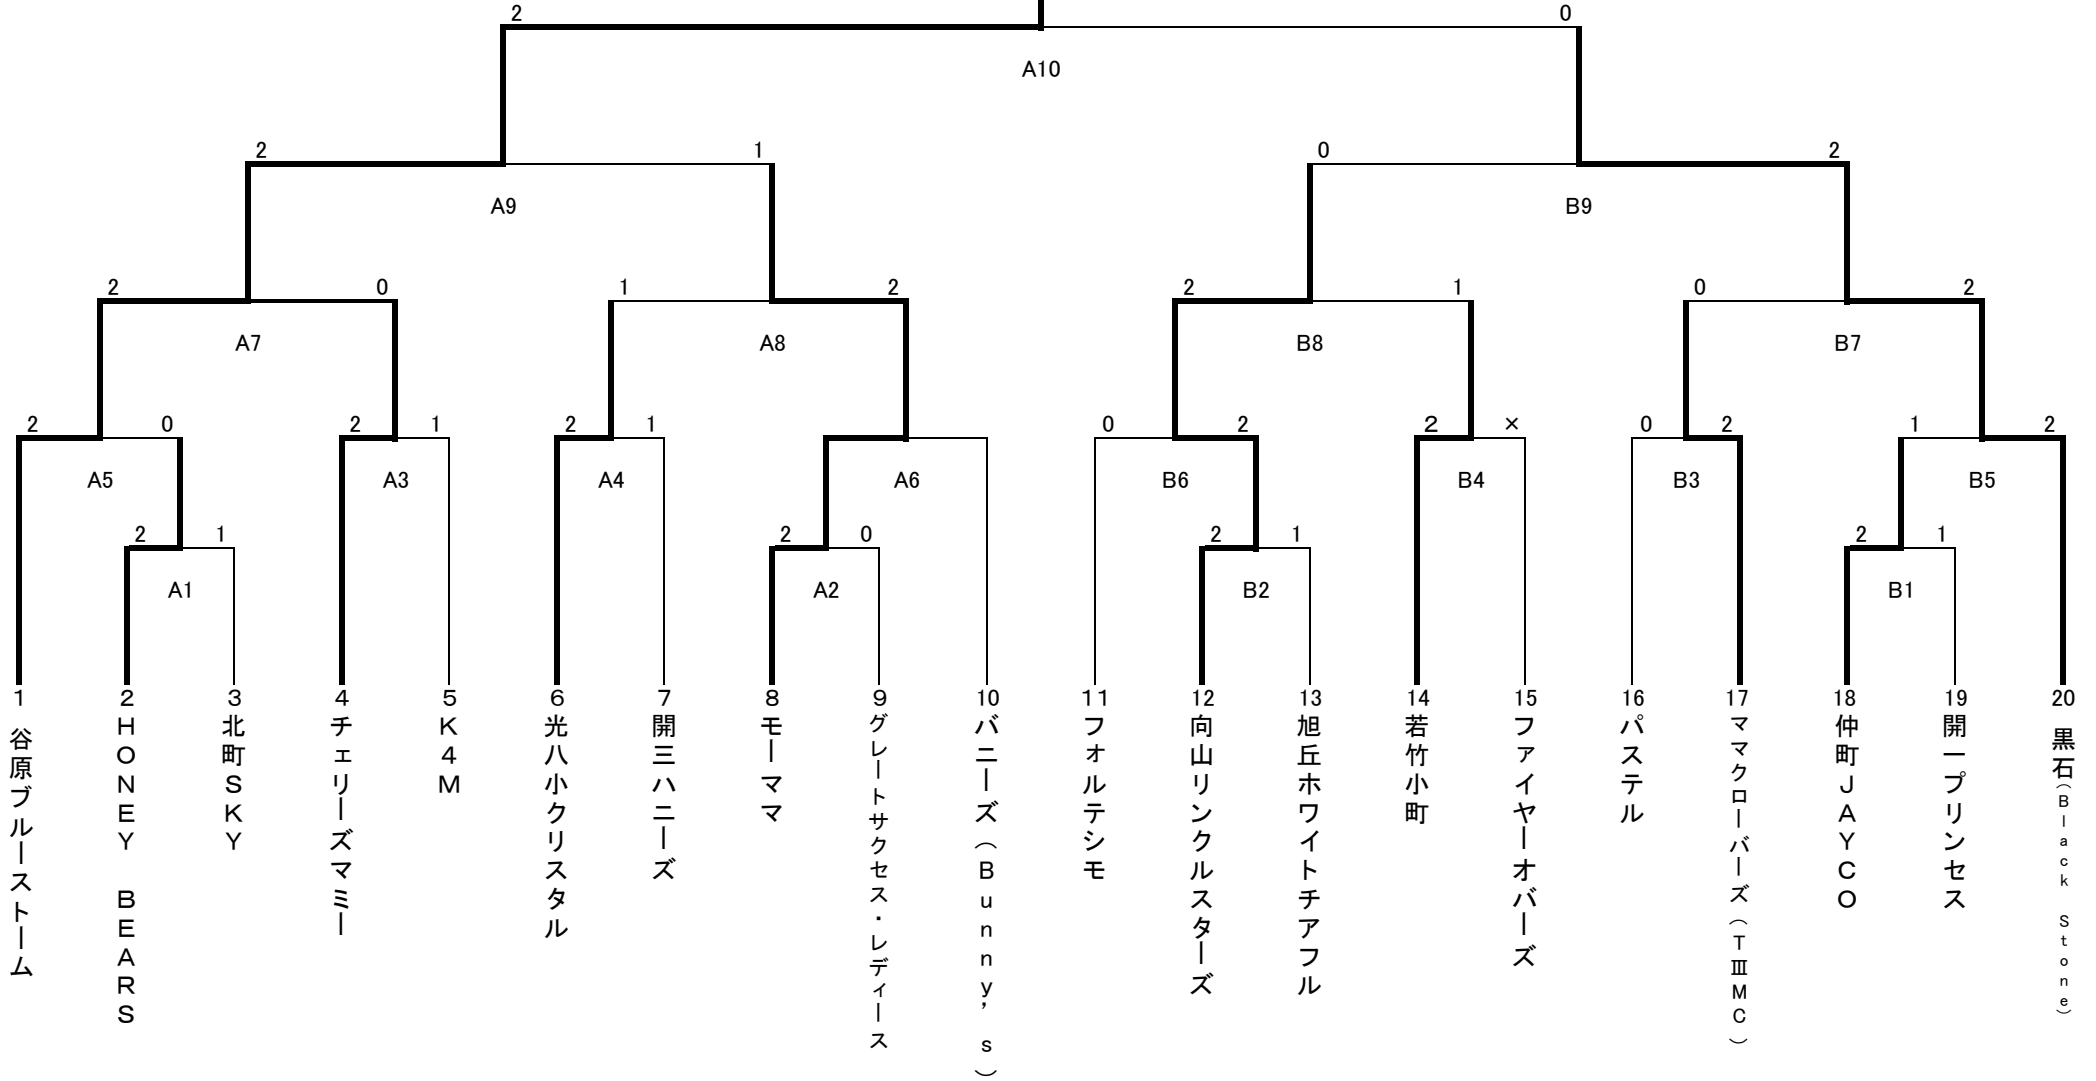 2 0
A10
2 1 0 2
A9 B9
2 0 1 2 2 1 0 2
A7 A8 B8 B7
2 0 2 1 2 1 0 2 2 × 0 2 1 2
A5 A3 A4 A6 B6 B4 B3 B5
2 1 2 0 2 1 2 1
A1 A2 B2 B1
1 2 3 4 5 6 7 8 9 10 11 12 13 14 15 16 17 18 19 20
谷原ブルーストーム
HONEY BEARS
北町SKY
チェリーズマミー
K4M
光八小クリスタル
開三ハニーズ
モーママ
グレートサクセス・レディース
バニーズ(Bunny's)
フォルテシモ
向山リンクルスターズ
旭丘ホワイトチアフル
若竹小町
ファイヤーオバーズ
パステル
ママクローバーズ(TⅢMC)
仲町JAYCO
開一プリンセス
黒石(Black Stone)